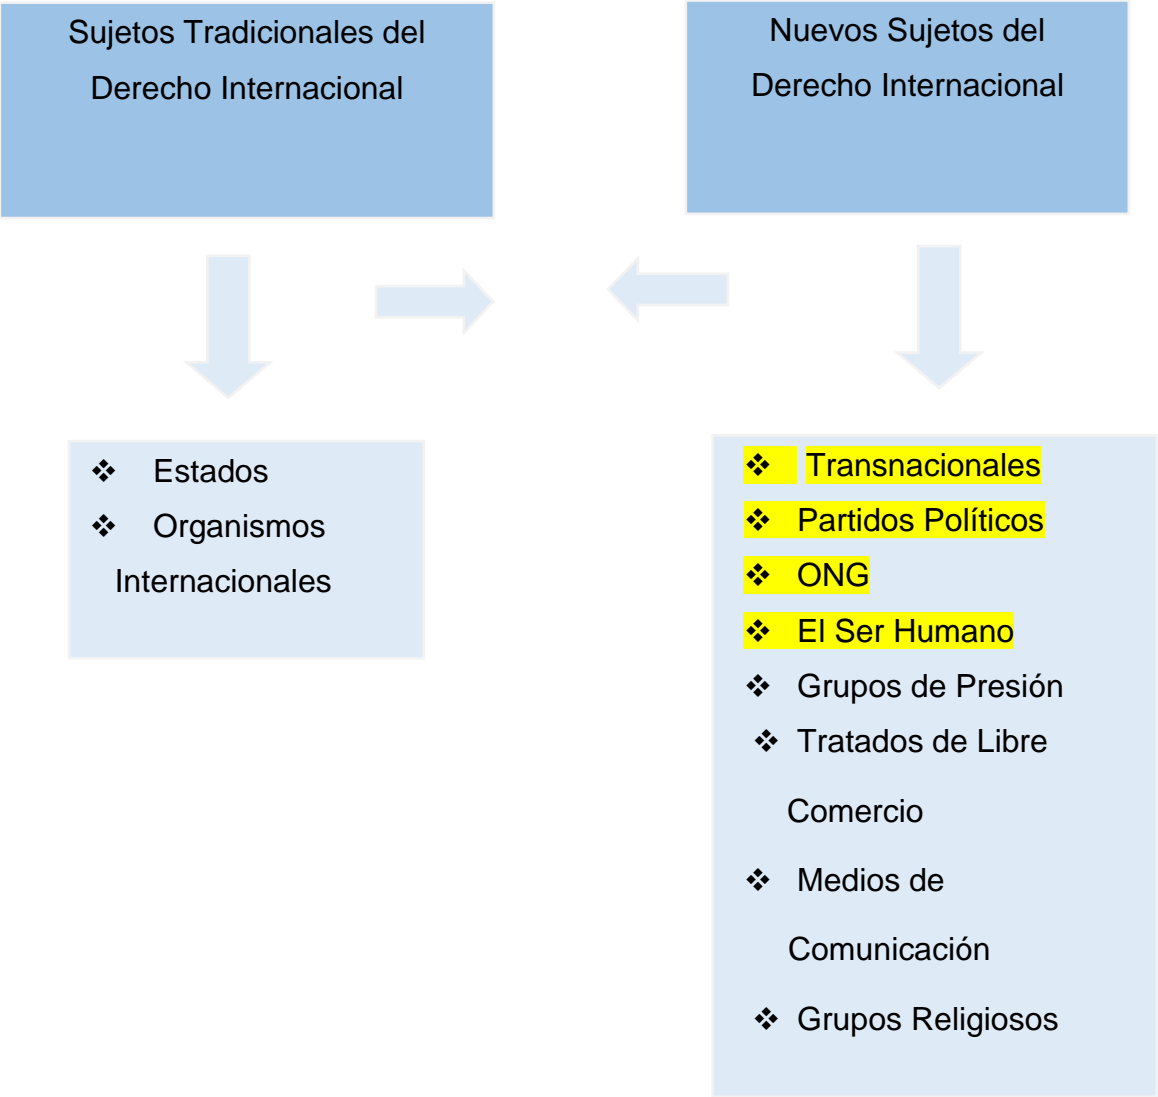 Sujetos Tradicionales del
Derecho Internacional
Nuevos Sujetos del
Derecho Internacional
❖ Estados
❖ Organismos
Internacionales
❖ Transnacionales
❖ Partidos Políticos
❖ ONG
❖ El Ser Humano
❖ Grupos de Presión
❖ Tratados de Libre
Comercio
❖ Medios de
Comunicación
❖ Grupos Religiosos